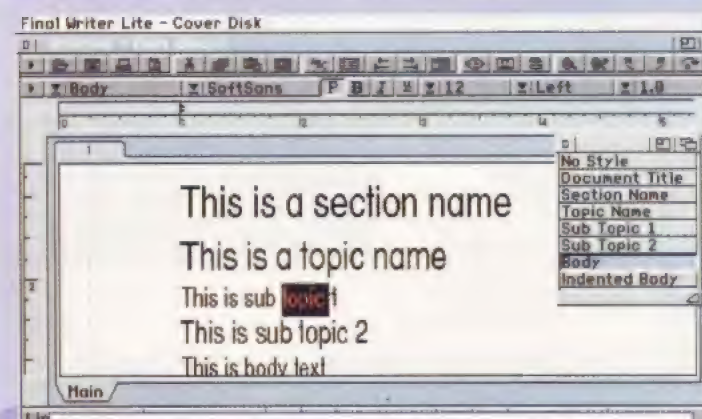 Final Writer Lite - Cover Disk
Body SoftSans P B I U 12 Left 1.0
1
No Style
Document Title
Section Name
Topic Name
Sub Topic 1
Sub Topic 2
Body
Indented Body
This is a section name
This is a topic name
This is sub topic 1
This is sub topic 2
This is body text
2
Main